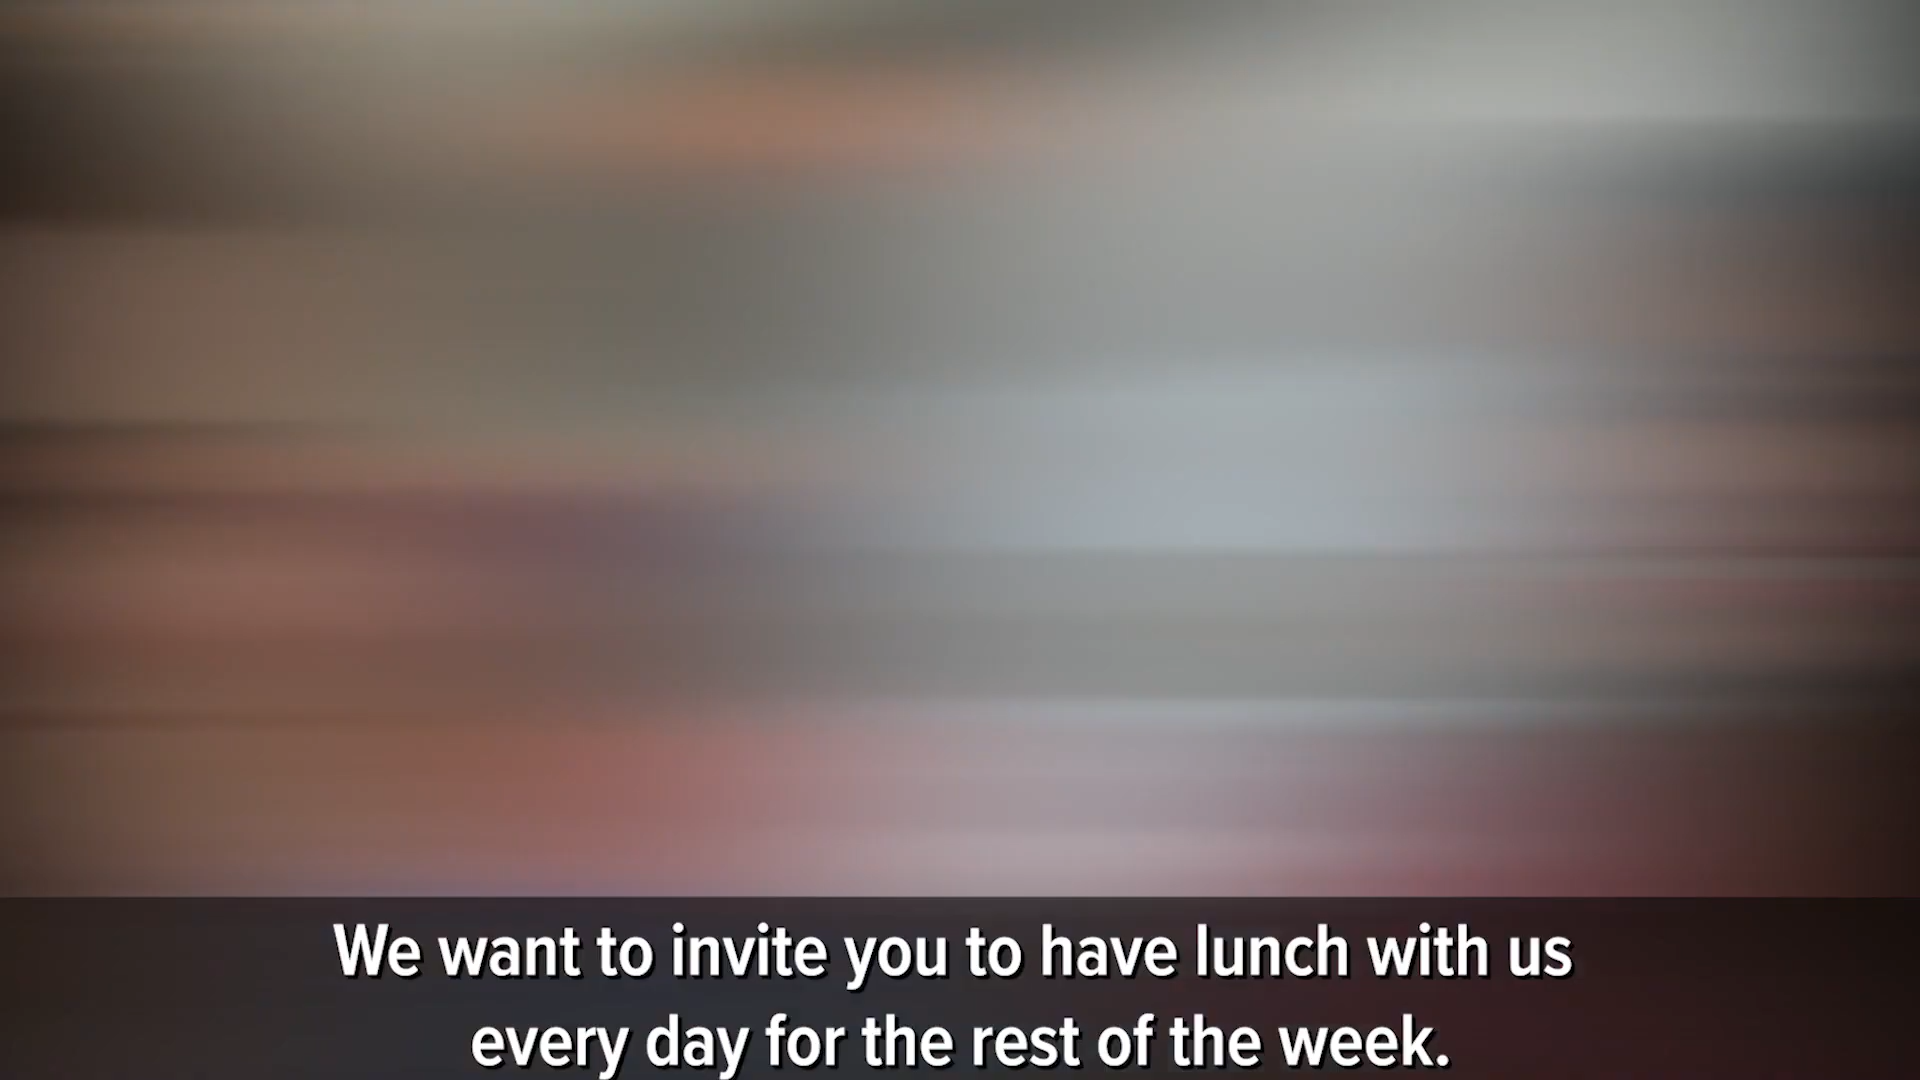 We want to invite you to have lunch with us
every day for the rest of the week.